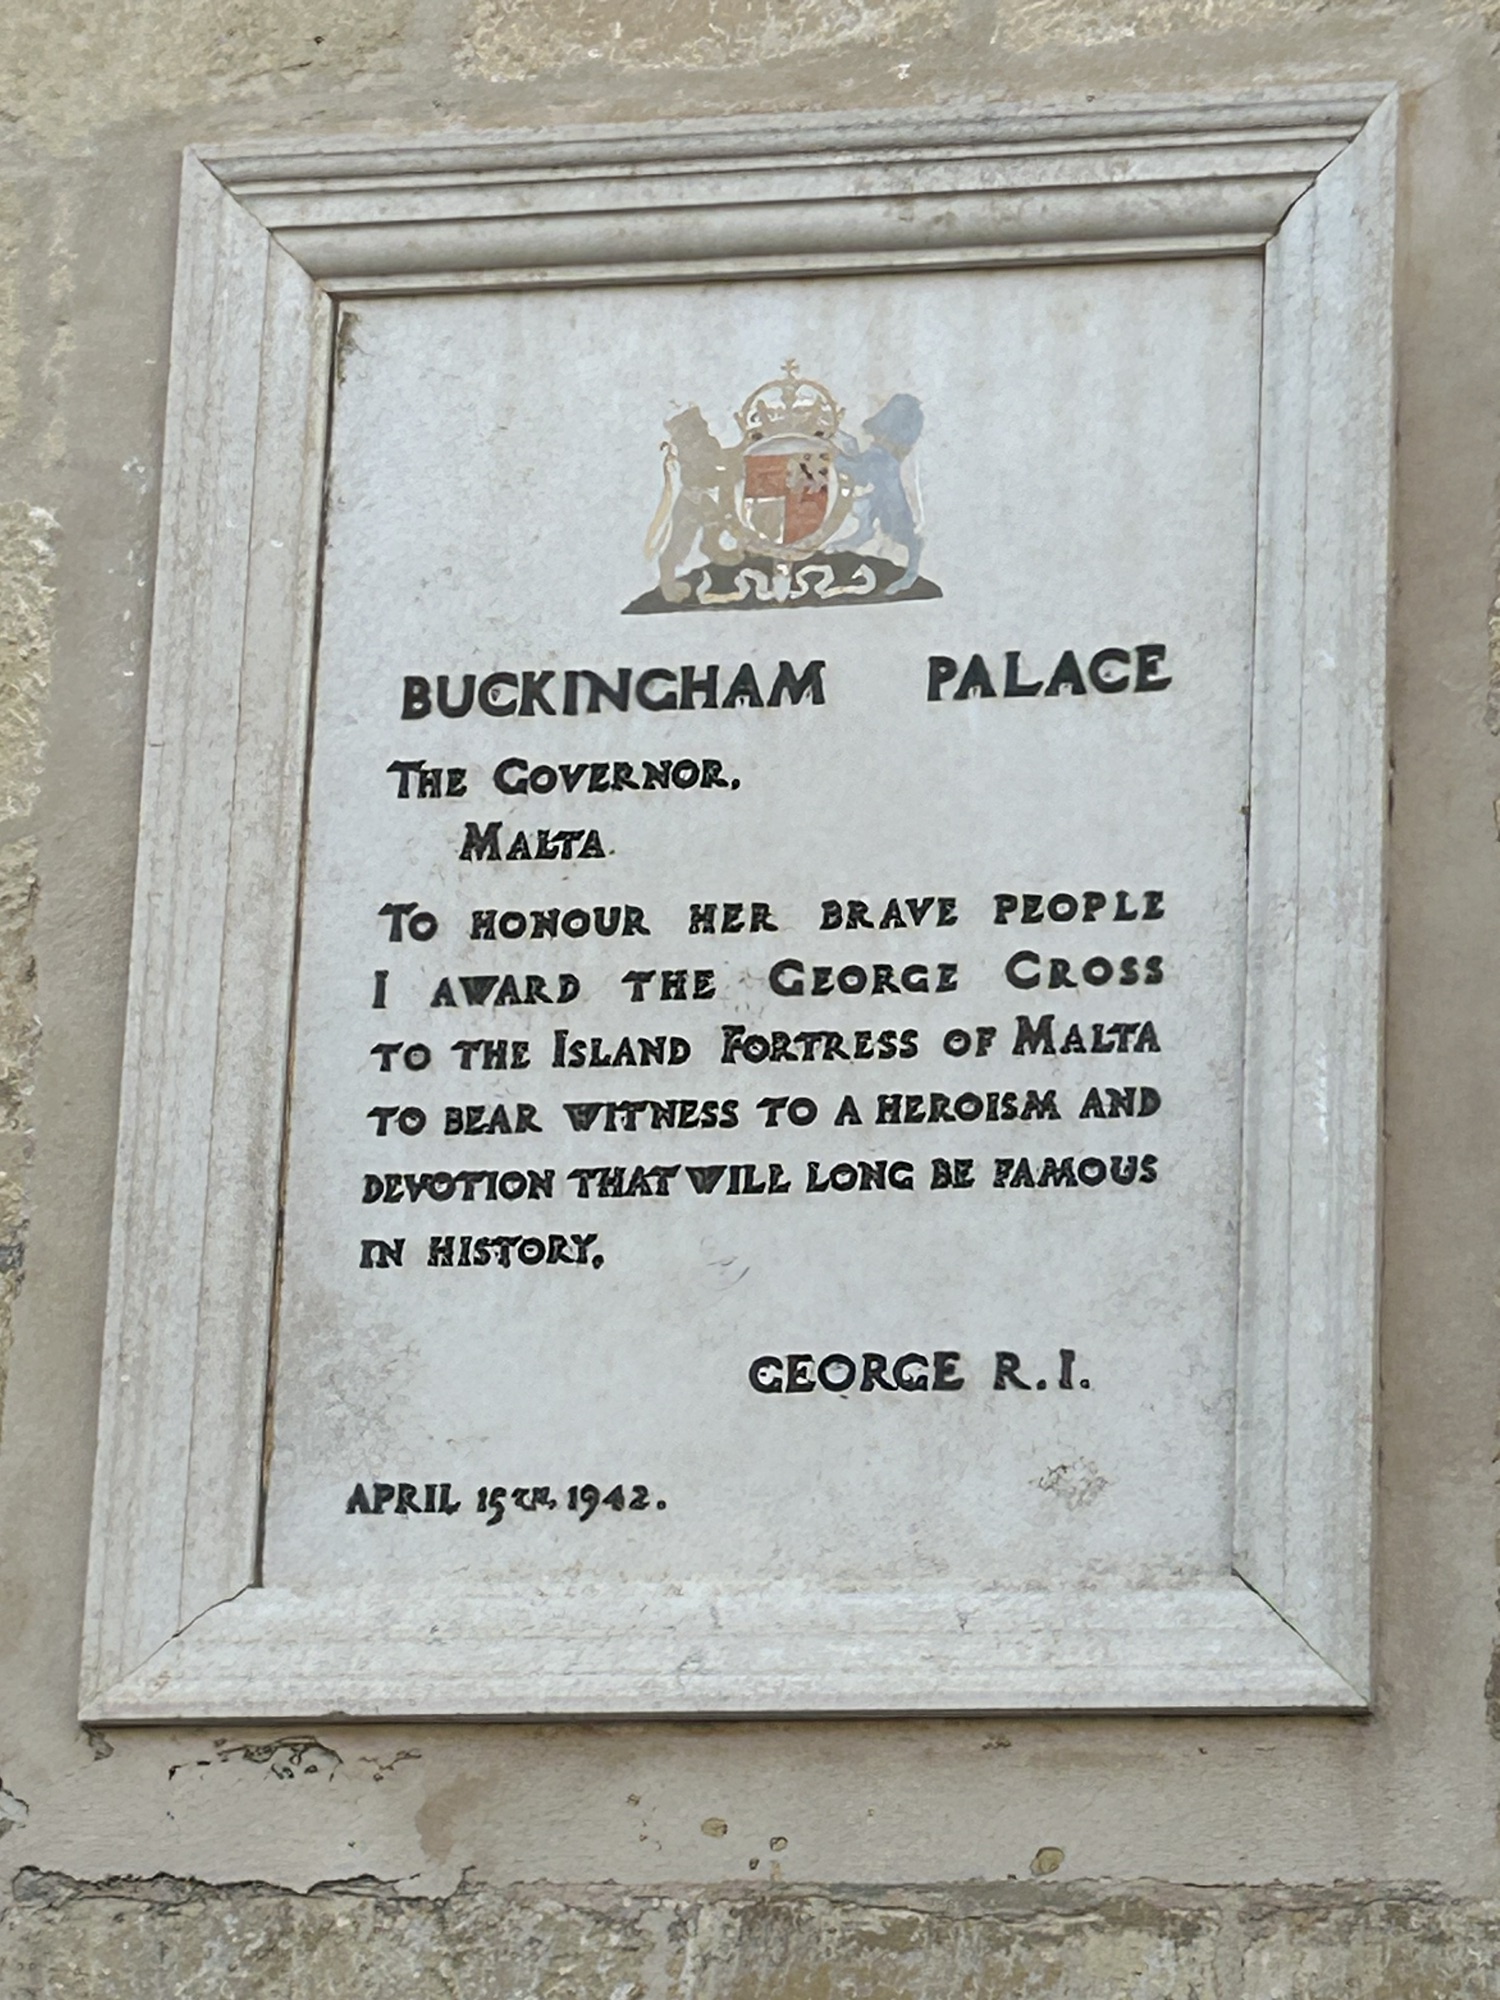 BUCKINGHAM PALACE
THE GOVERNOR,
MALTA.
TO HONOUR HER BRAVE PEOPLE
I AWARD THE GEORGE CROSS
TO THE ISLAND FORTRESS OF MALTA
TO BEAR WITNESS TO A HEROISM AND
DEVOTION THAT WILL LONG BE FAMOUS
IN HISTORY.
GEORGE R.I.
APRIL 15TH, 1942.